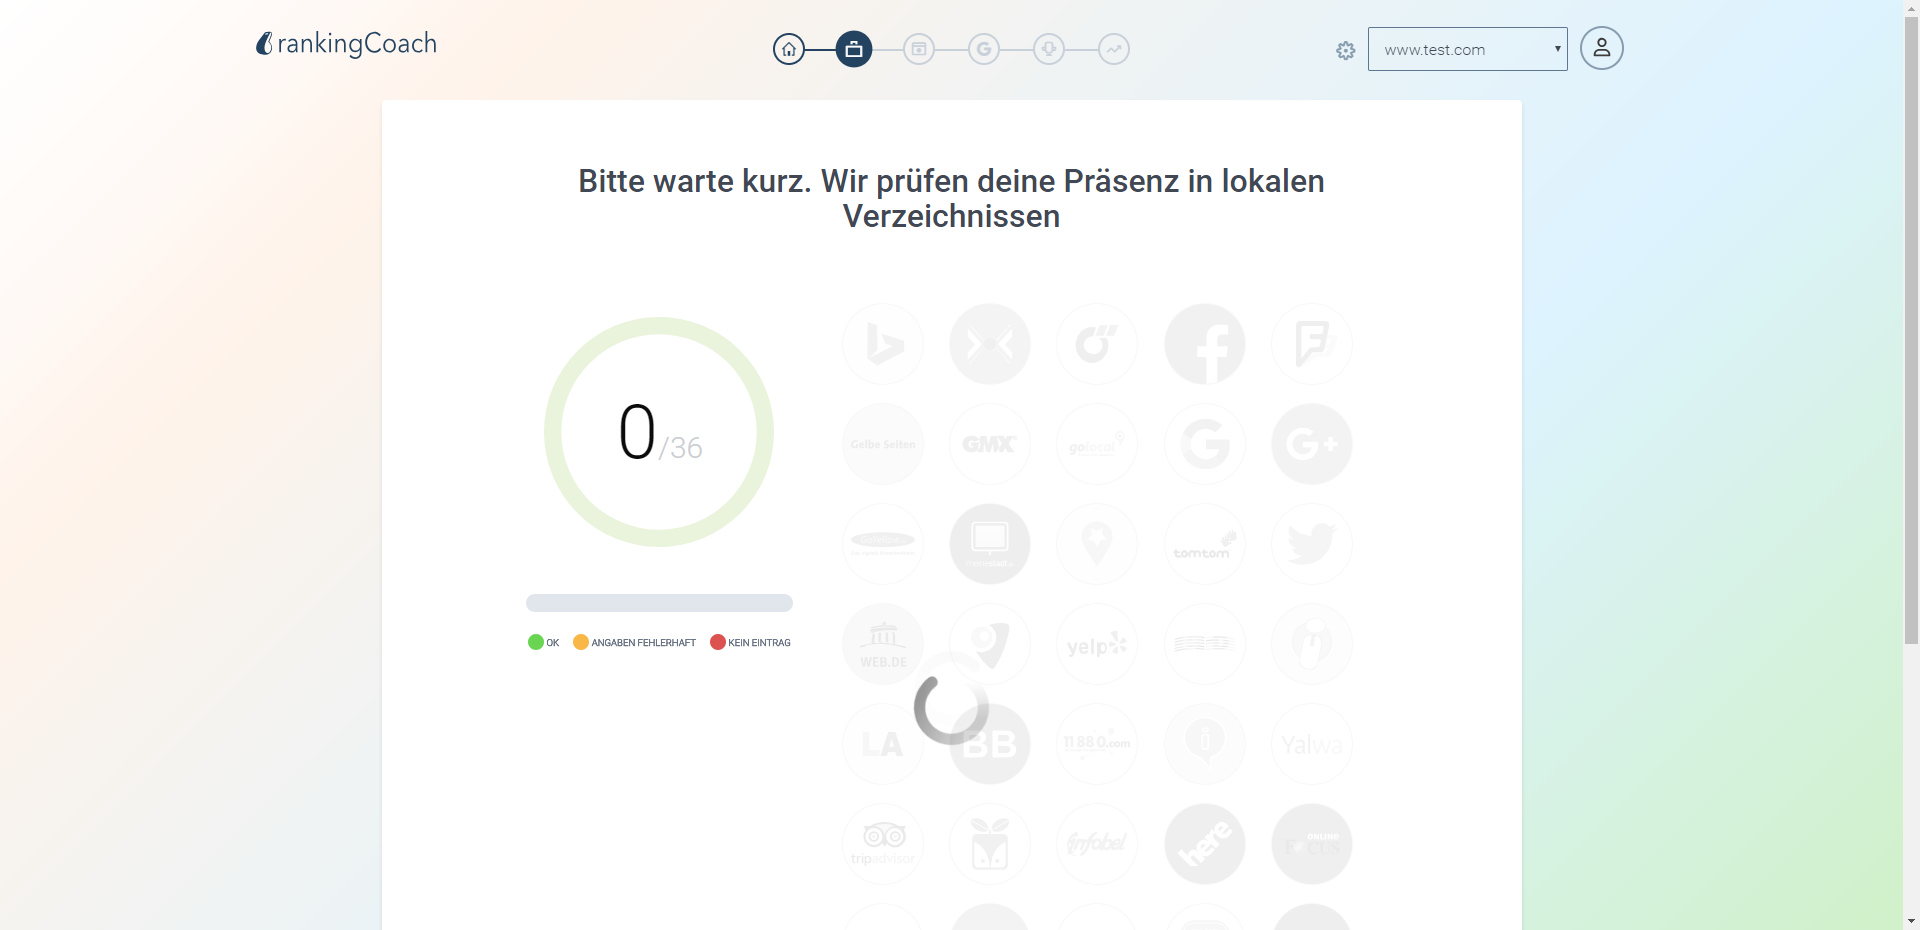 rankingCoach
www.test.com
Bitte warte kurz. Wir prüfen deine Präsenz in lokalen
Verzeichnissen
0/36
Gelbe Seiten
GMX
golocal
G
G+
tomtom
OK
ANGABEN FEHLERHAFT
KEIN EINTRAG
WEB.DE
yelp
LA
BB
11880.com
Yalwa
tripadvisor
infobel
here
ONLINE
FOCUS